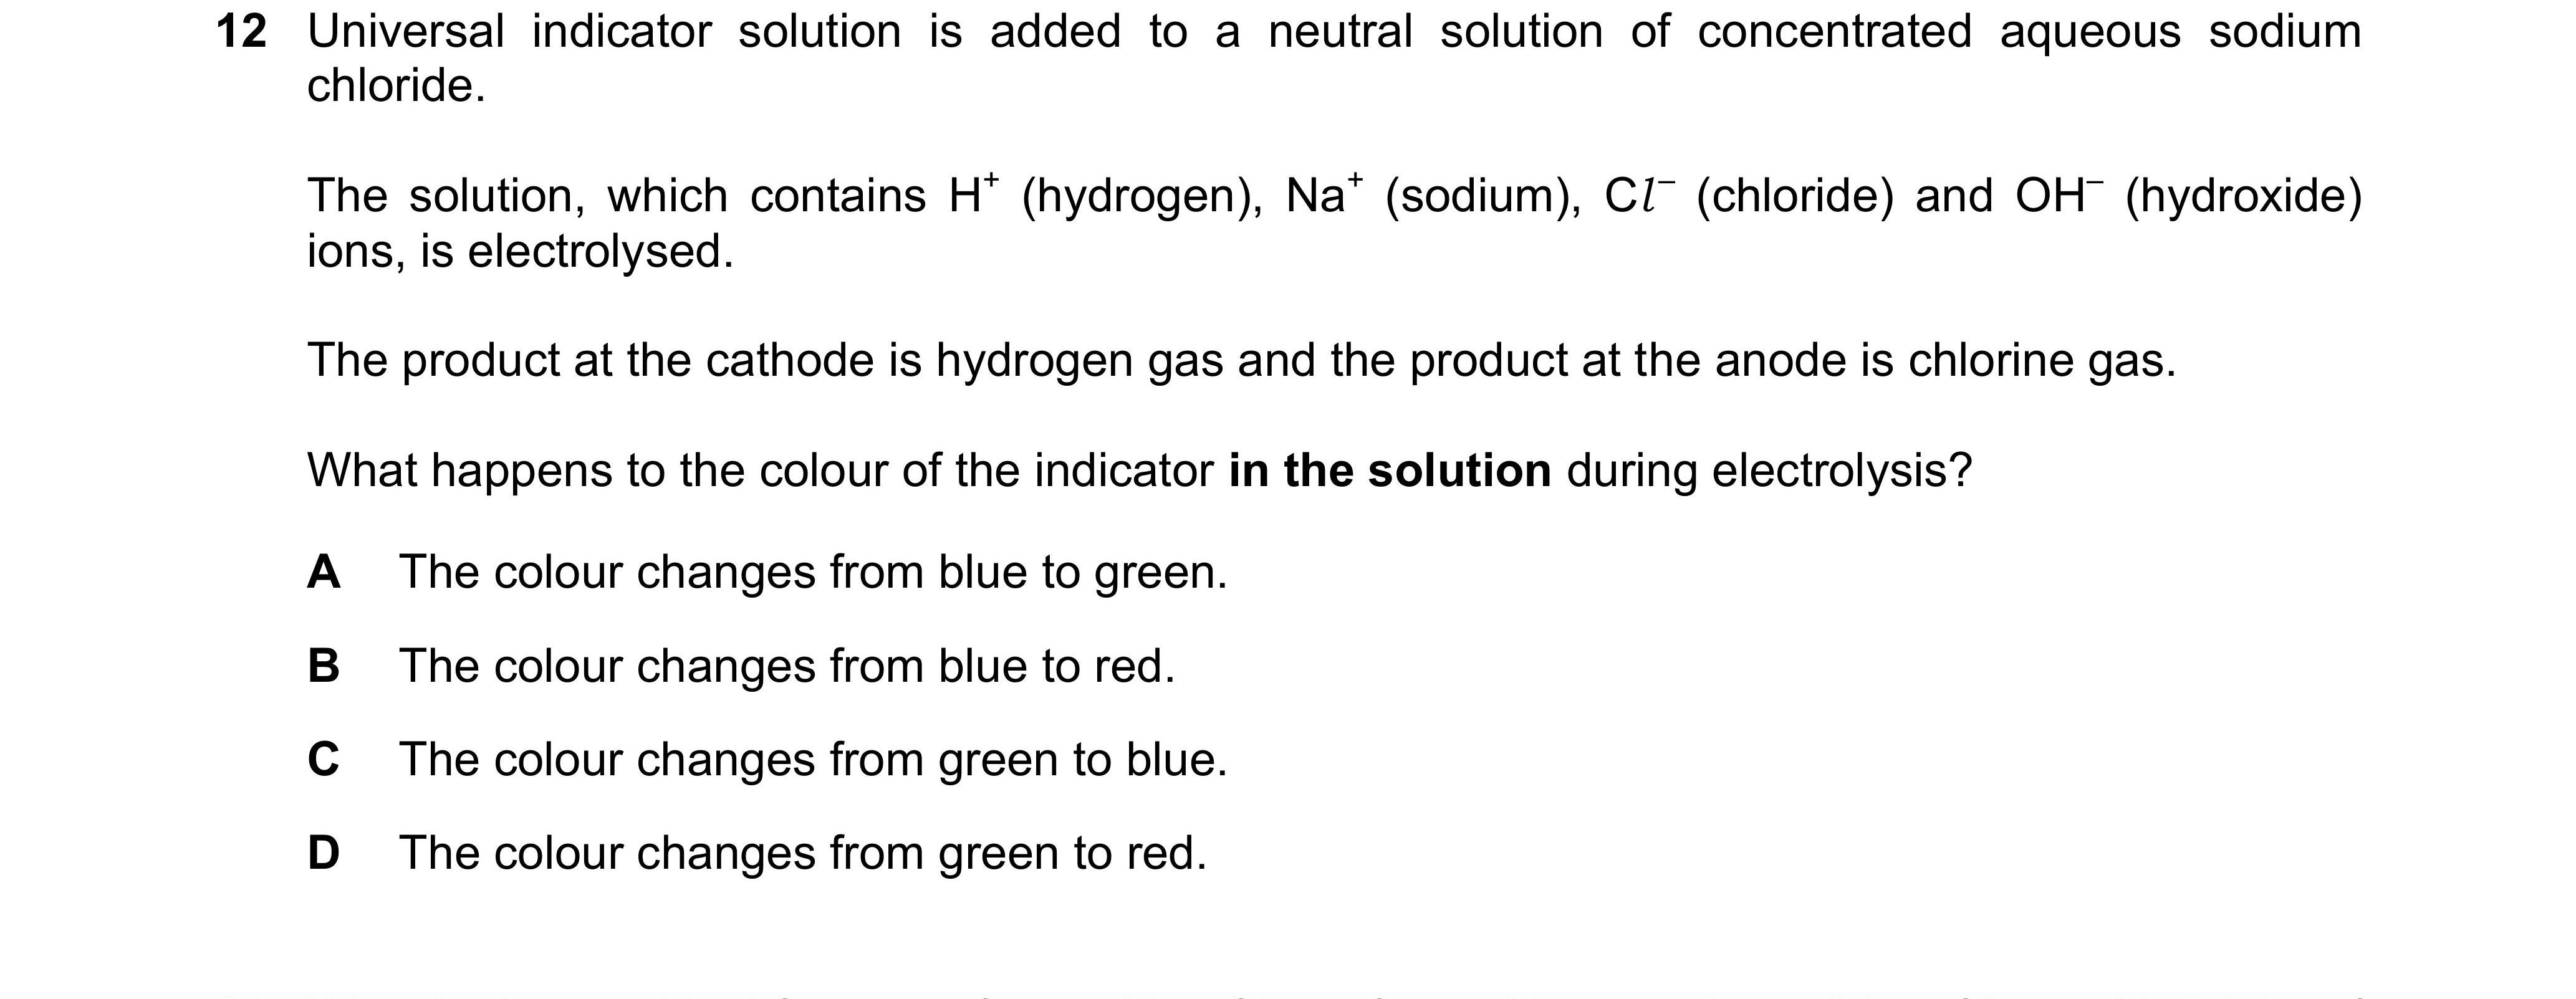 12 Universal indicator solution is added to a neutral solution of concentrated aqueous sodium
chloride.
The solution, which contains H⁺ (hydrogen), Na⁺ (sodium), Cl⁻ (chloride) and OH⁻ (hydroxide)
ions, is electrolysed.
The product at the cathode is hydrogen gas and the product at the anode is chlorine gas.
What happens to the colour of the indicator in the solution during electrolysis?
A The colour changes from blue to green.
B The colour changes from blue to red.
C The colour changes from green to blue.
D The colour changes from green to red.